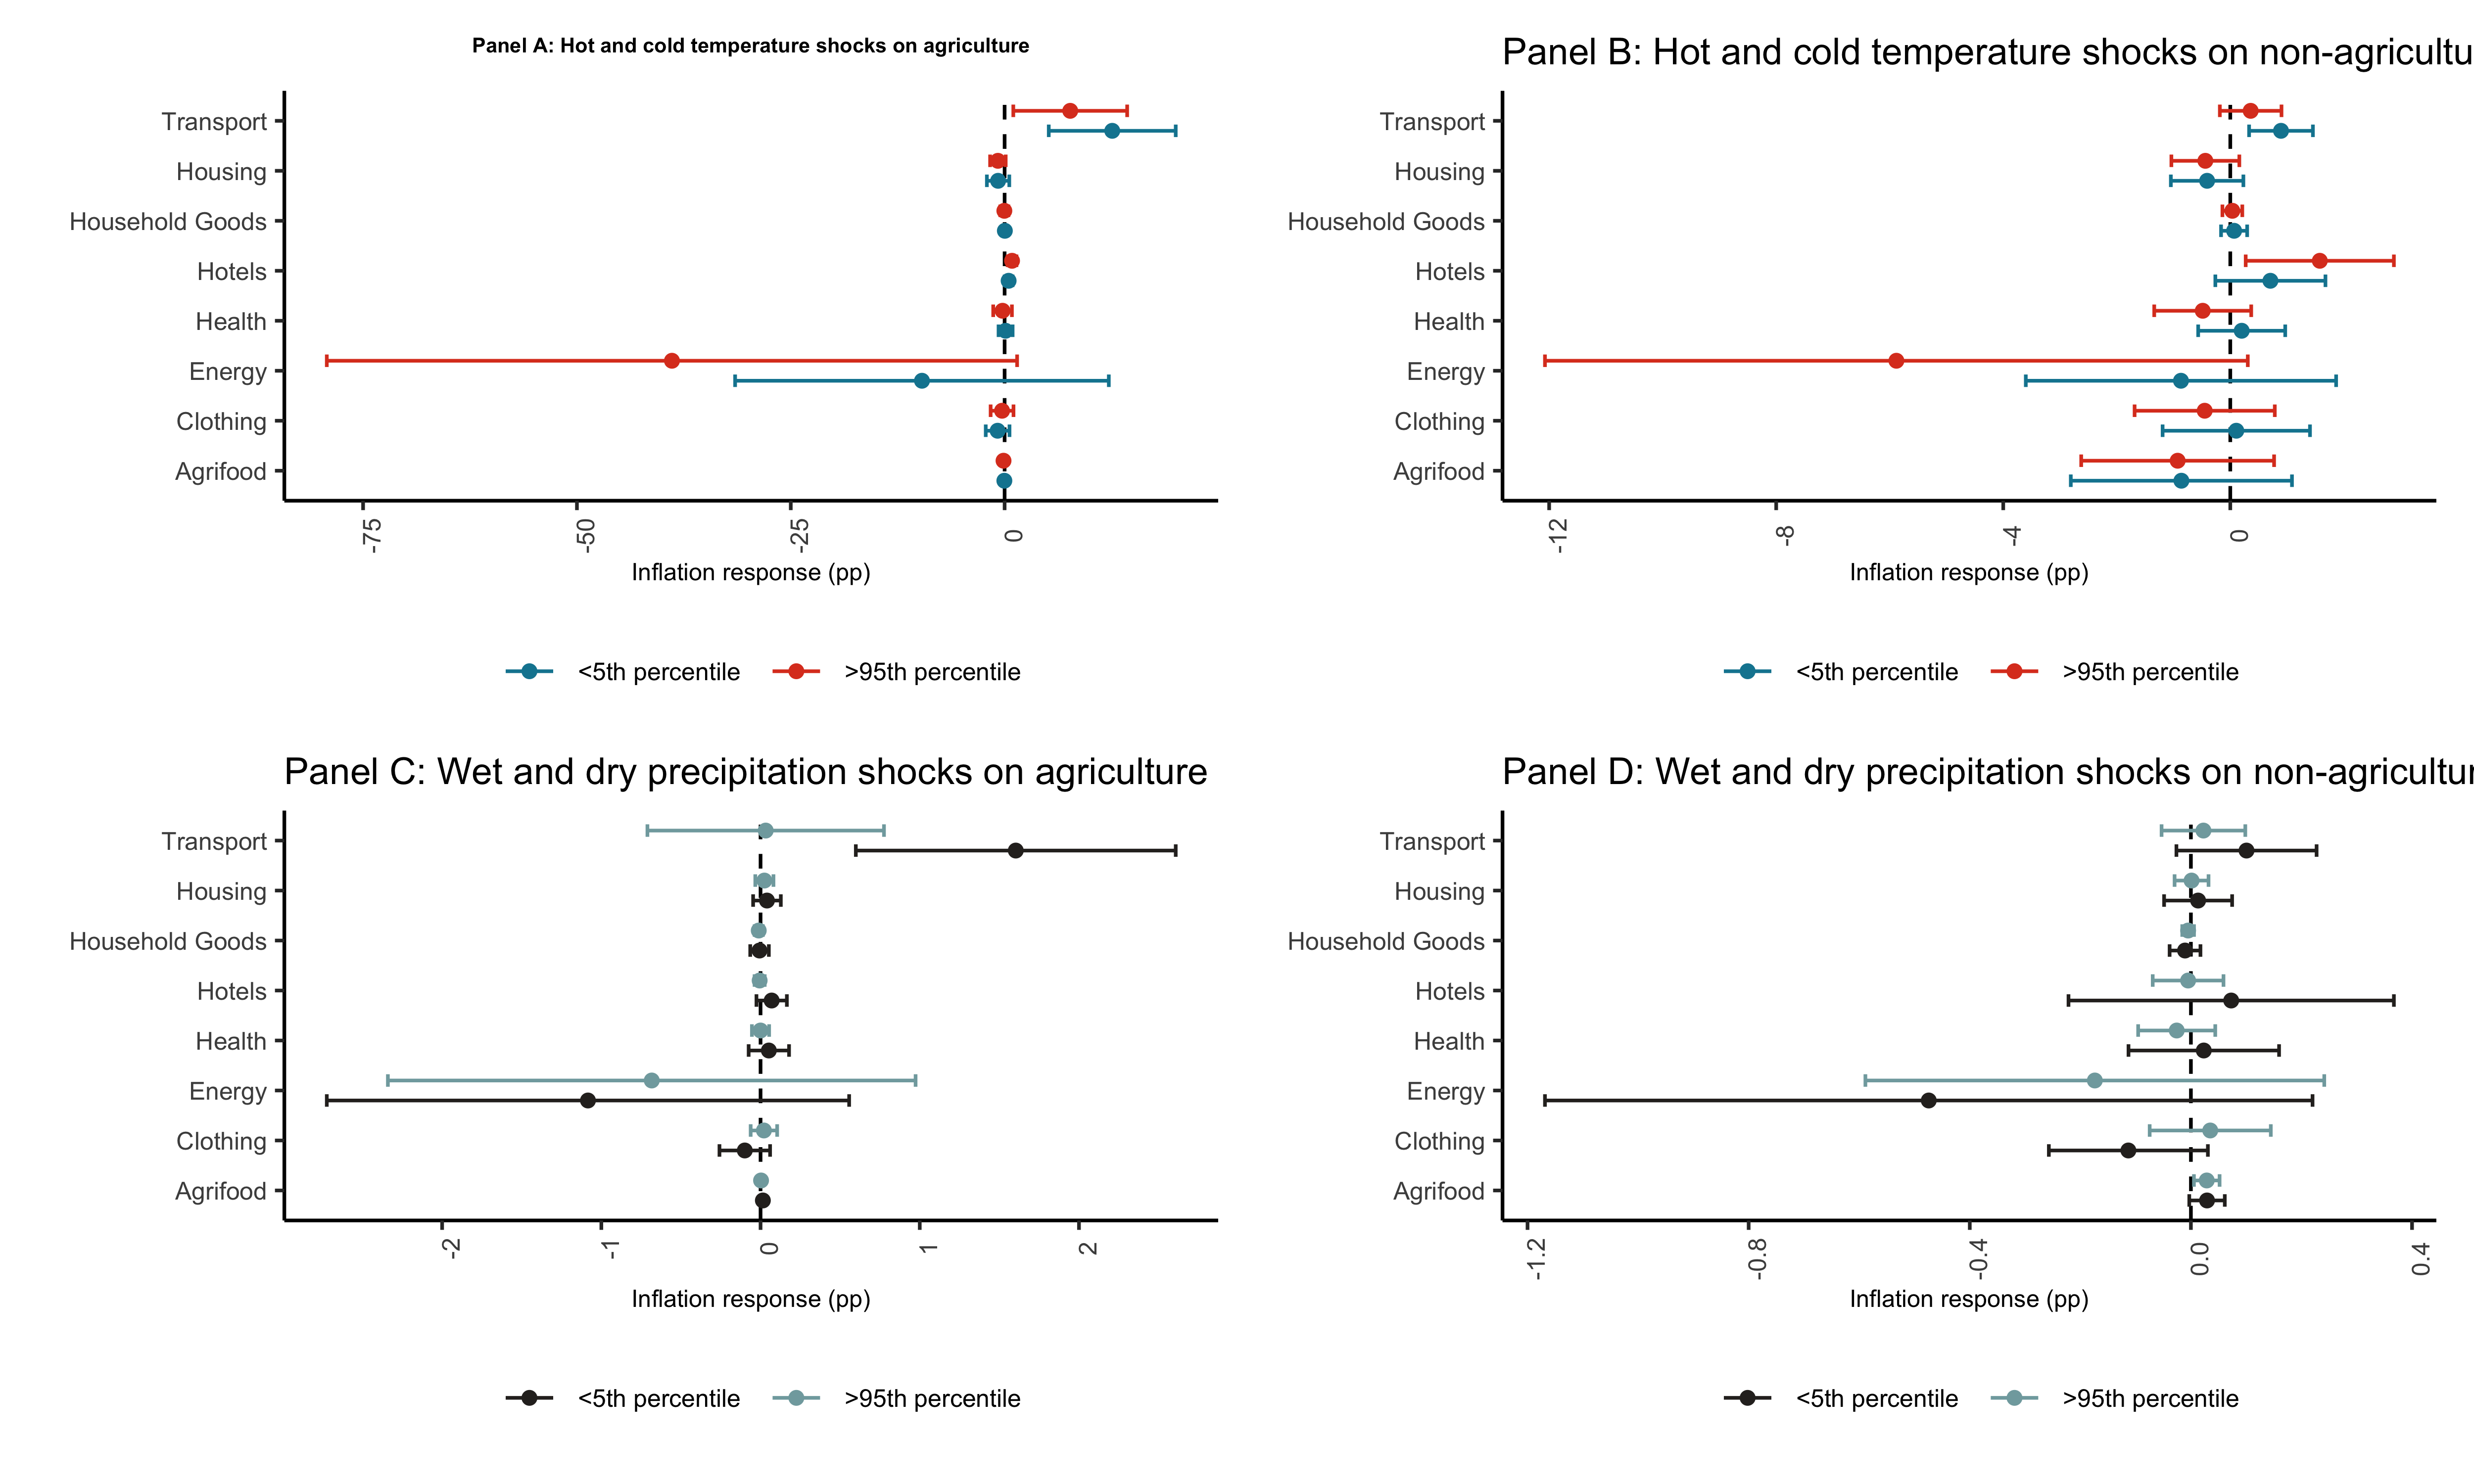 Panel A: Hot and cold temperature shocks on agriculture
Transport
Housing
Household Goods
Hotels
Health
Energy
Clothing
Agrifood
-75
-50
-25
0
Inflation response (pp)
<5th percentile
>95th percentile
Panel B: Hot and cold temperature shocks on non-agricultu
Transport
Housing
Household Goods
Hotels
Health
Energy
Clothing
Agrifood
-12
-8
-4
0
Inflation response (pp)
<5th percentile
>95th percentile
Panel C: Wet and dry precipitation shocks on agriculture
Transport
Housing
Household Goods
Hotels
Health
Energy
Clothing
Agrifood
-2
-1
0
1
2
Inflation response (pp)
<5th percentile
>95th percentile
Panel D: Wet and dry precipitation shocks on non-agricultur
Transport
Housing
Household Goods
Hotels
Health
Energy
Clothing
Agrifood
-1.2
-0.8
-0.4
0.0
0.4
Inflation response (pp)
<5th percentile
>95th percentile